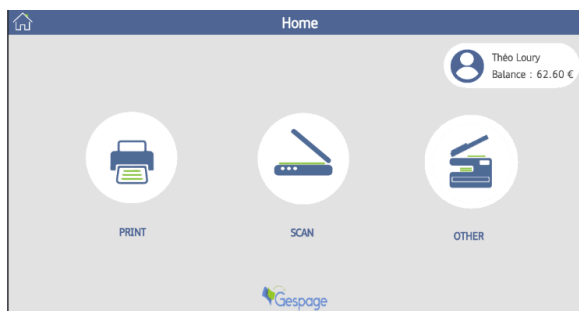 Home
Théo Loury
Balance : 62.60 €
PRINT
SCAN
OTHER
Gespage